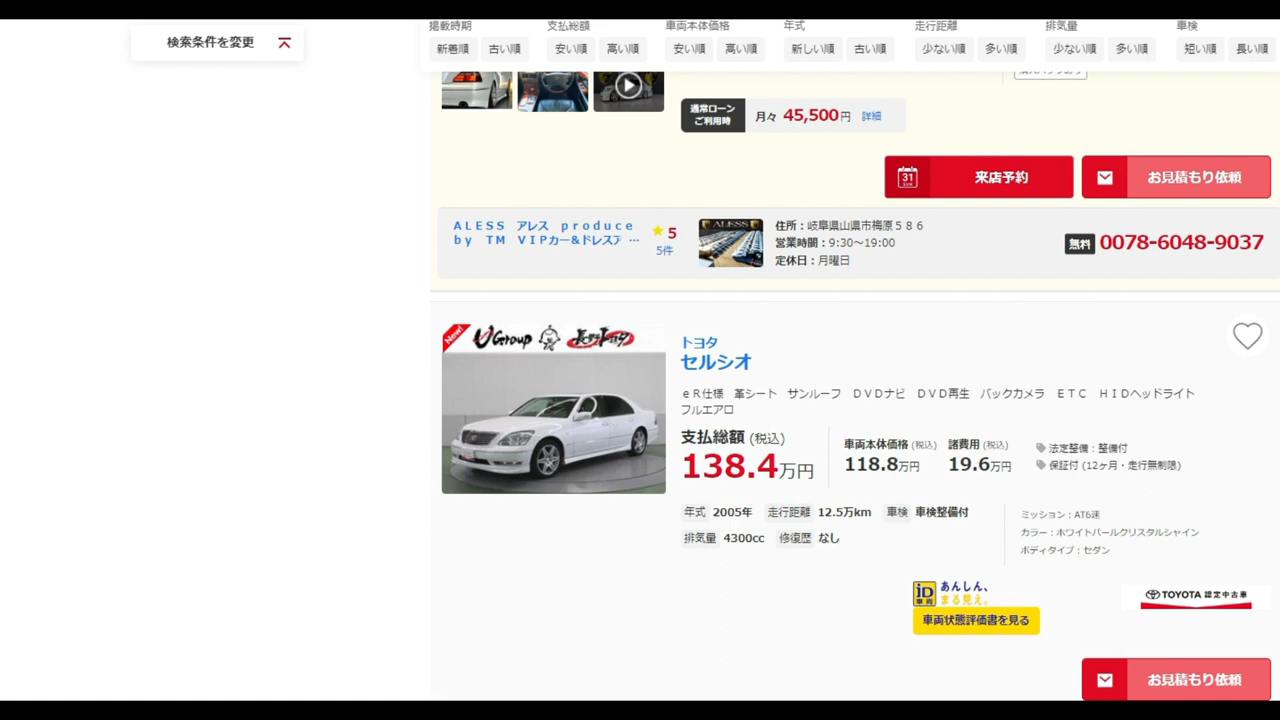 検索条件を変更
掲載時期 支払総額 車両本体価格 年式 走行距離 排気量 車検
新着順 古い順 安い順 高い順 安い順 高い順 新しい順 古い順 少ない順 多い順 少ない順 多い順 短い順 長い順
通常ローン
ご利用時
月々 45,500円 詳細
31
SUN
来店予約
お見積もり依頼
ＡＬＥＳＳ　アレス　ｐｒｏｄｕｃｅ
ｂｙ　ＴＭ　ＶＩＰカー&ドレスア …
5
5件
ALESS
住所：岐阜県山県市梅原５８６
営業時間：9:30～19:00
定休日：月曜日
無料 0078-6048-9037
New!
UGroup 長野トヨタ
トヨタ
セルシオ
ｅＲ仕様　革シート　サンルーフ　ＤＶＤナビ　ＤＶＤ再生　バックカメラ　ＥＴＣ　ＨＩＤヘッドライト
フルエアロ
支払総額 (税込)
138.4万円
車両本体価格 (税込) 諸費用 (税込)
118.8万円 19.6万円
法定整備：整備付
保証付 (12ヶ月・走行無制限)
年式 2005年 走行距離 12.5万km 車検 車検整備付
排気量 4300cc 修復歴 なし
ミッション：AT6速
カラー：ホワイトパールクリスタルシャイン
ボディタイプ：セダン
iD
車両
あんしん、
まる見え。
車両状態評価書を見る
TOYOTA 認定中古車
お見積もり依頼